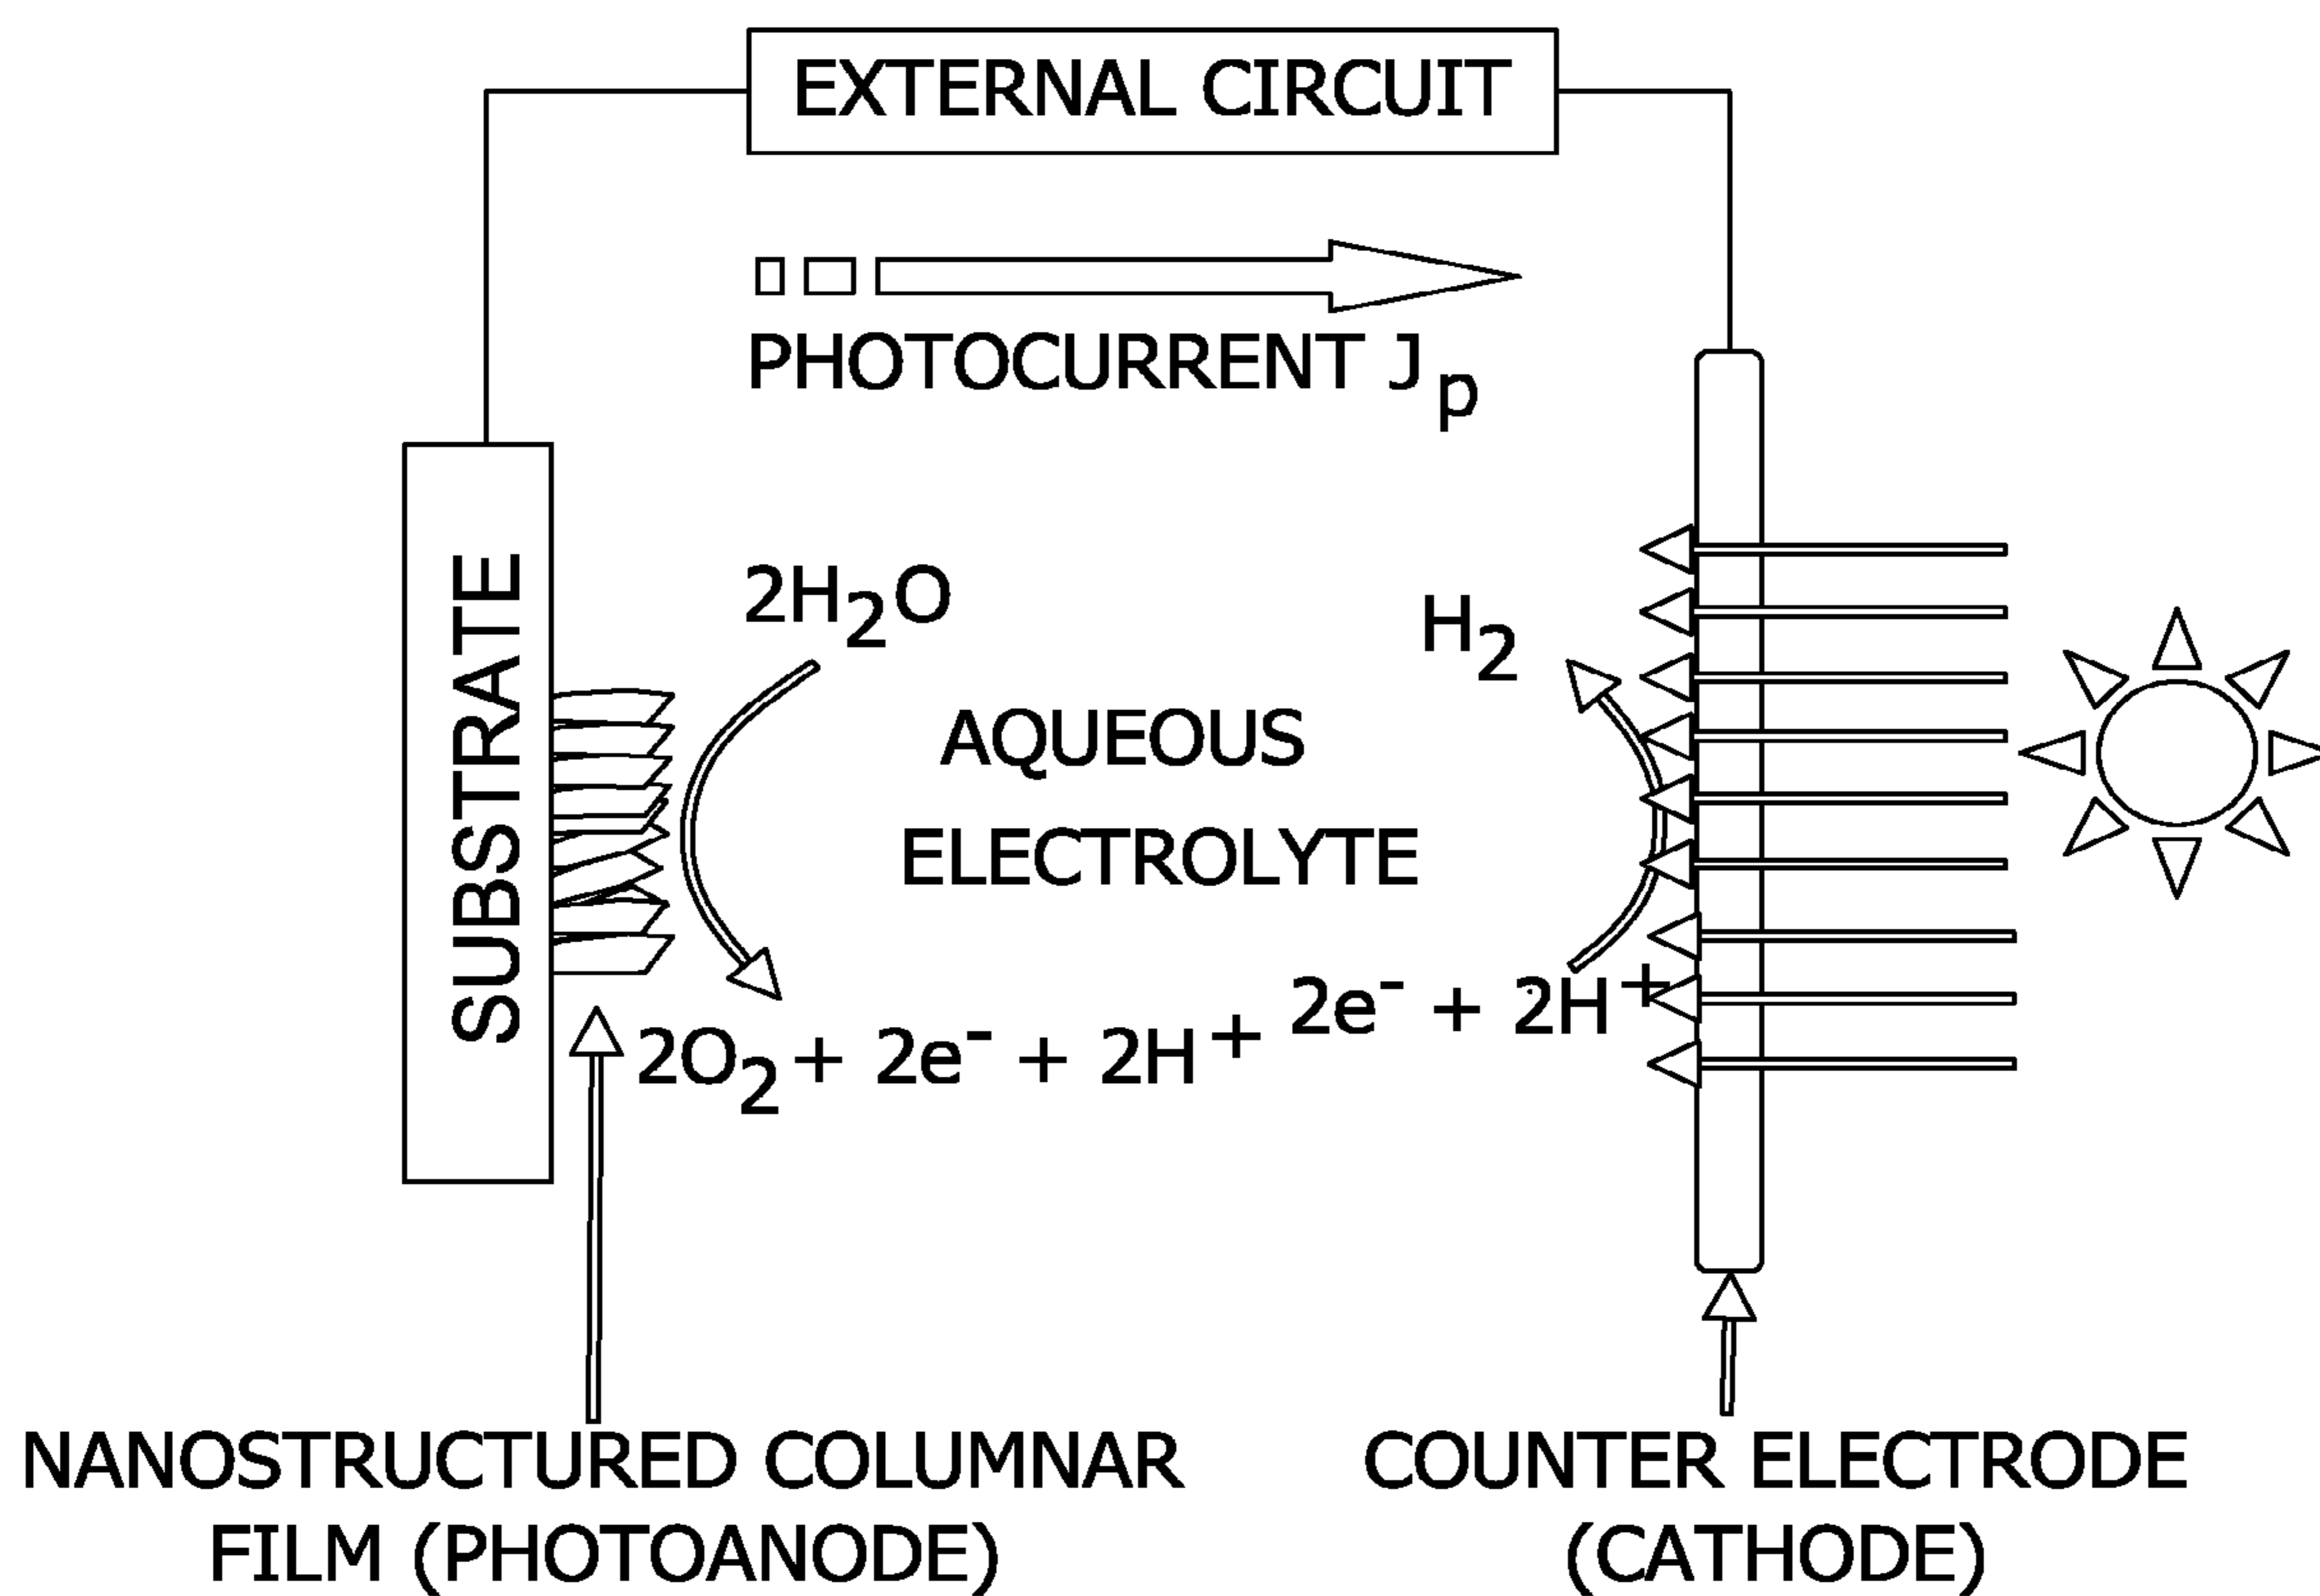 EXTERNAL CIRCUIT
PHOTOCURRENT J_p
SUBSTRATE
2H₂O
H₂
AQUEOUS
ELECTROLYTE
2O₂ + 2e⁻ + 2H⁺
2e⁻ + 2H⁺
NANOSTRUCTURED COLUMNAR
FILM (PHOTOANODE)
COUNTER ELECTRODE
(CATHODE)